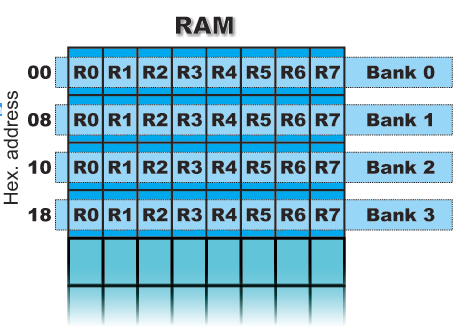 RAM
Hex. address
00 R0 R1 R2 R3 R4 R5 R6 R7 Bank 0
08 R0 R1 R2 R3 R4 R5 R6 R7 Bank 1
10 R0 R1 R2 R3 R4 R5 R6 R7 Bank 2
18 R0 R1 R2 R3 R4 R5 R6 R7 Bank 3